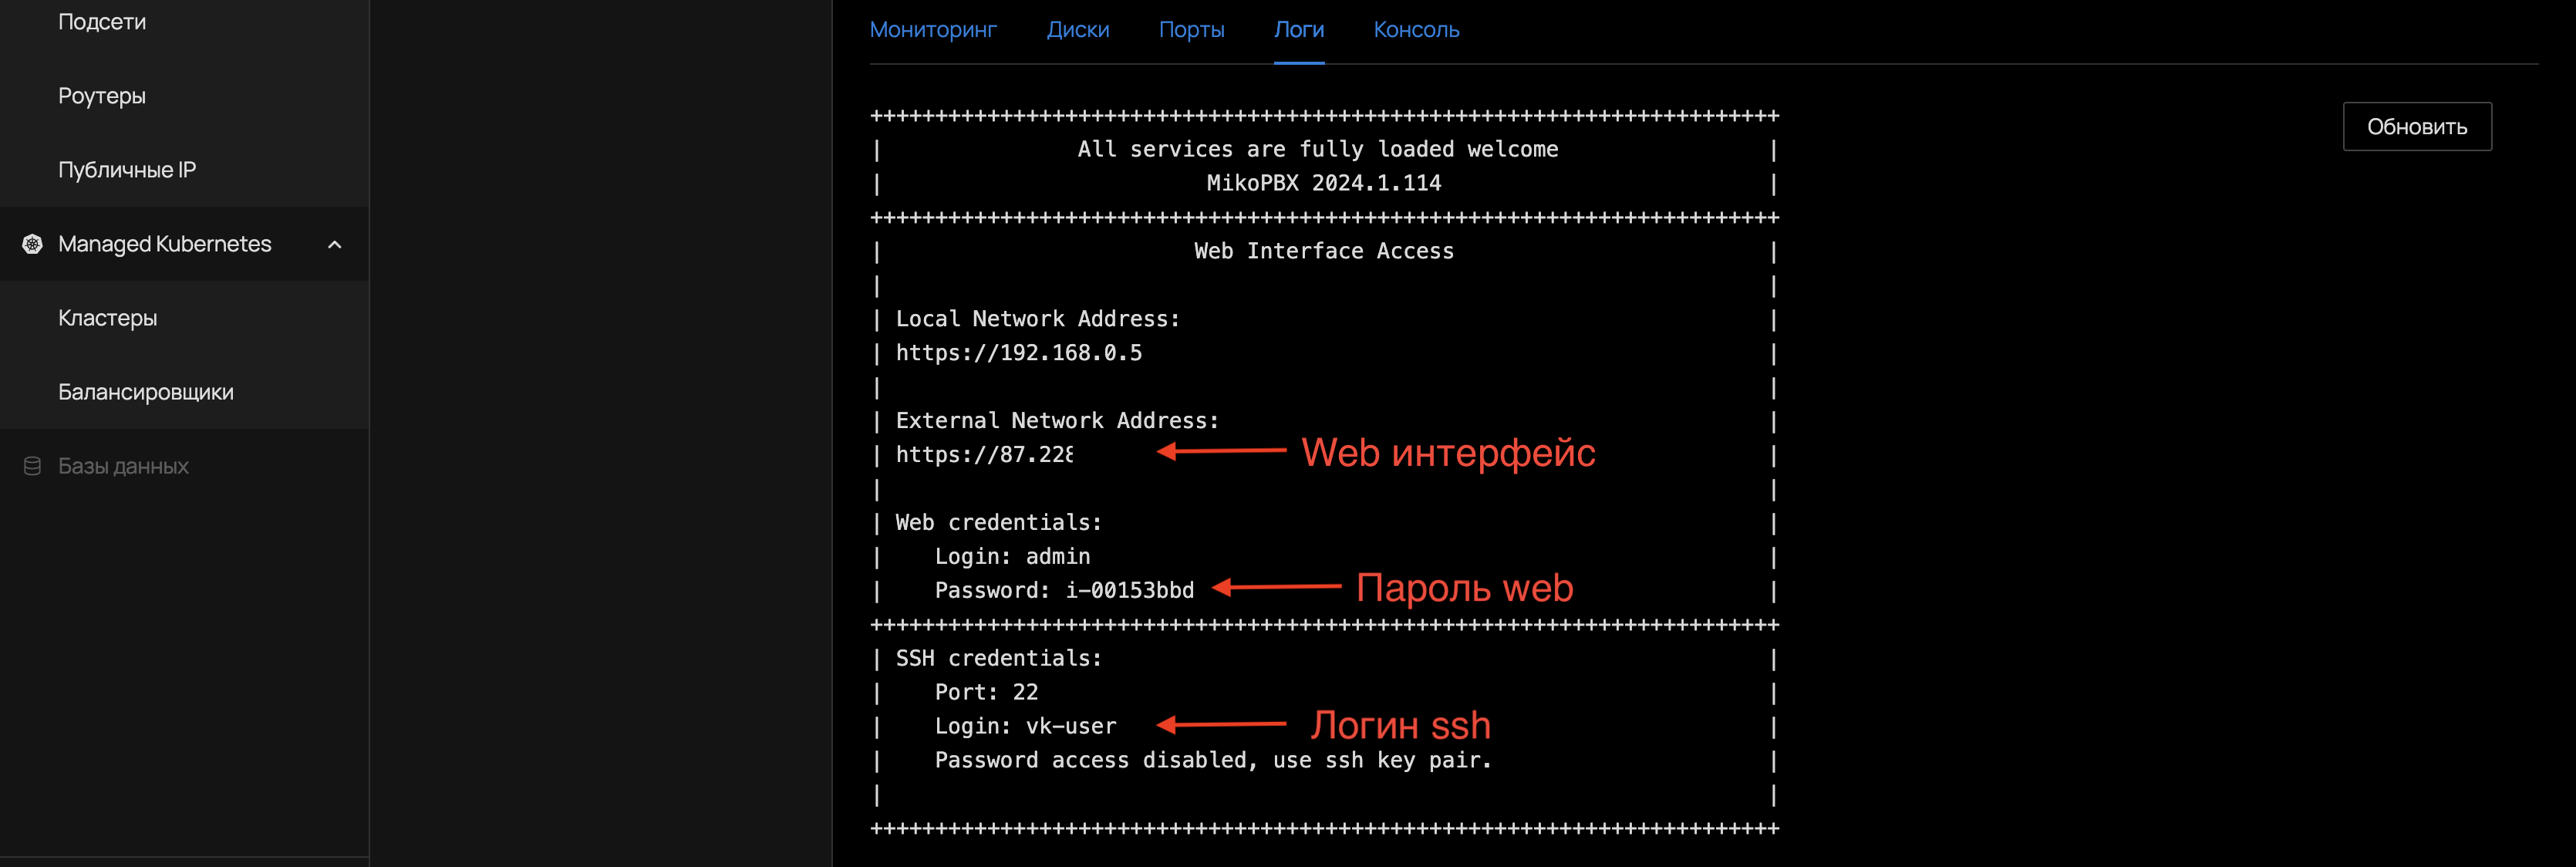 Подсети
Роутеры
Публичные IP
Managed Kubernetes
Кластеры
Балансировщики
Базы данных
Мониторинг Диски Порты Логи Консоль
Обновить
++++++++++++++++++++++++++++++++++++++++++++++++++++++++++++++++++++++
| All services are fully loaded welcome |
| MikoPBX 2024.1.114 |
++++++++++++++++++++++++++++++++++++++++++++++++++++++++++++++++++++++
| Web Interface Access |
| |
| Local Network Address: |
| https://192.168.0.5 |
| |
| External Network Address: |
| https://87.228 Web интерфейс |
| |
| Web credentials: |
| Login: admin |
| Password: i-00153bbd Пароль web |
++++++++++++++++++++++++++++++++++++++++++++++++++++++++++++++++++++++
| SSH credentials: |
| Port: 22 |
| Login: vk-user Логин ssh |
| Password access disabled, use ssh key pair. |
| |
++++++++++++++++++++++++++++++++++++++++++++++++++++++++++++++++++++++